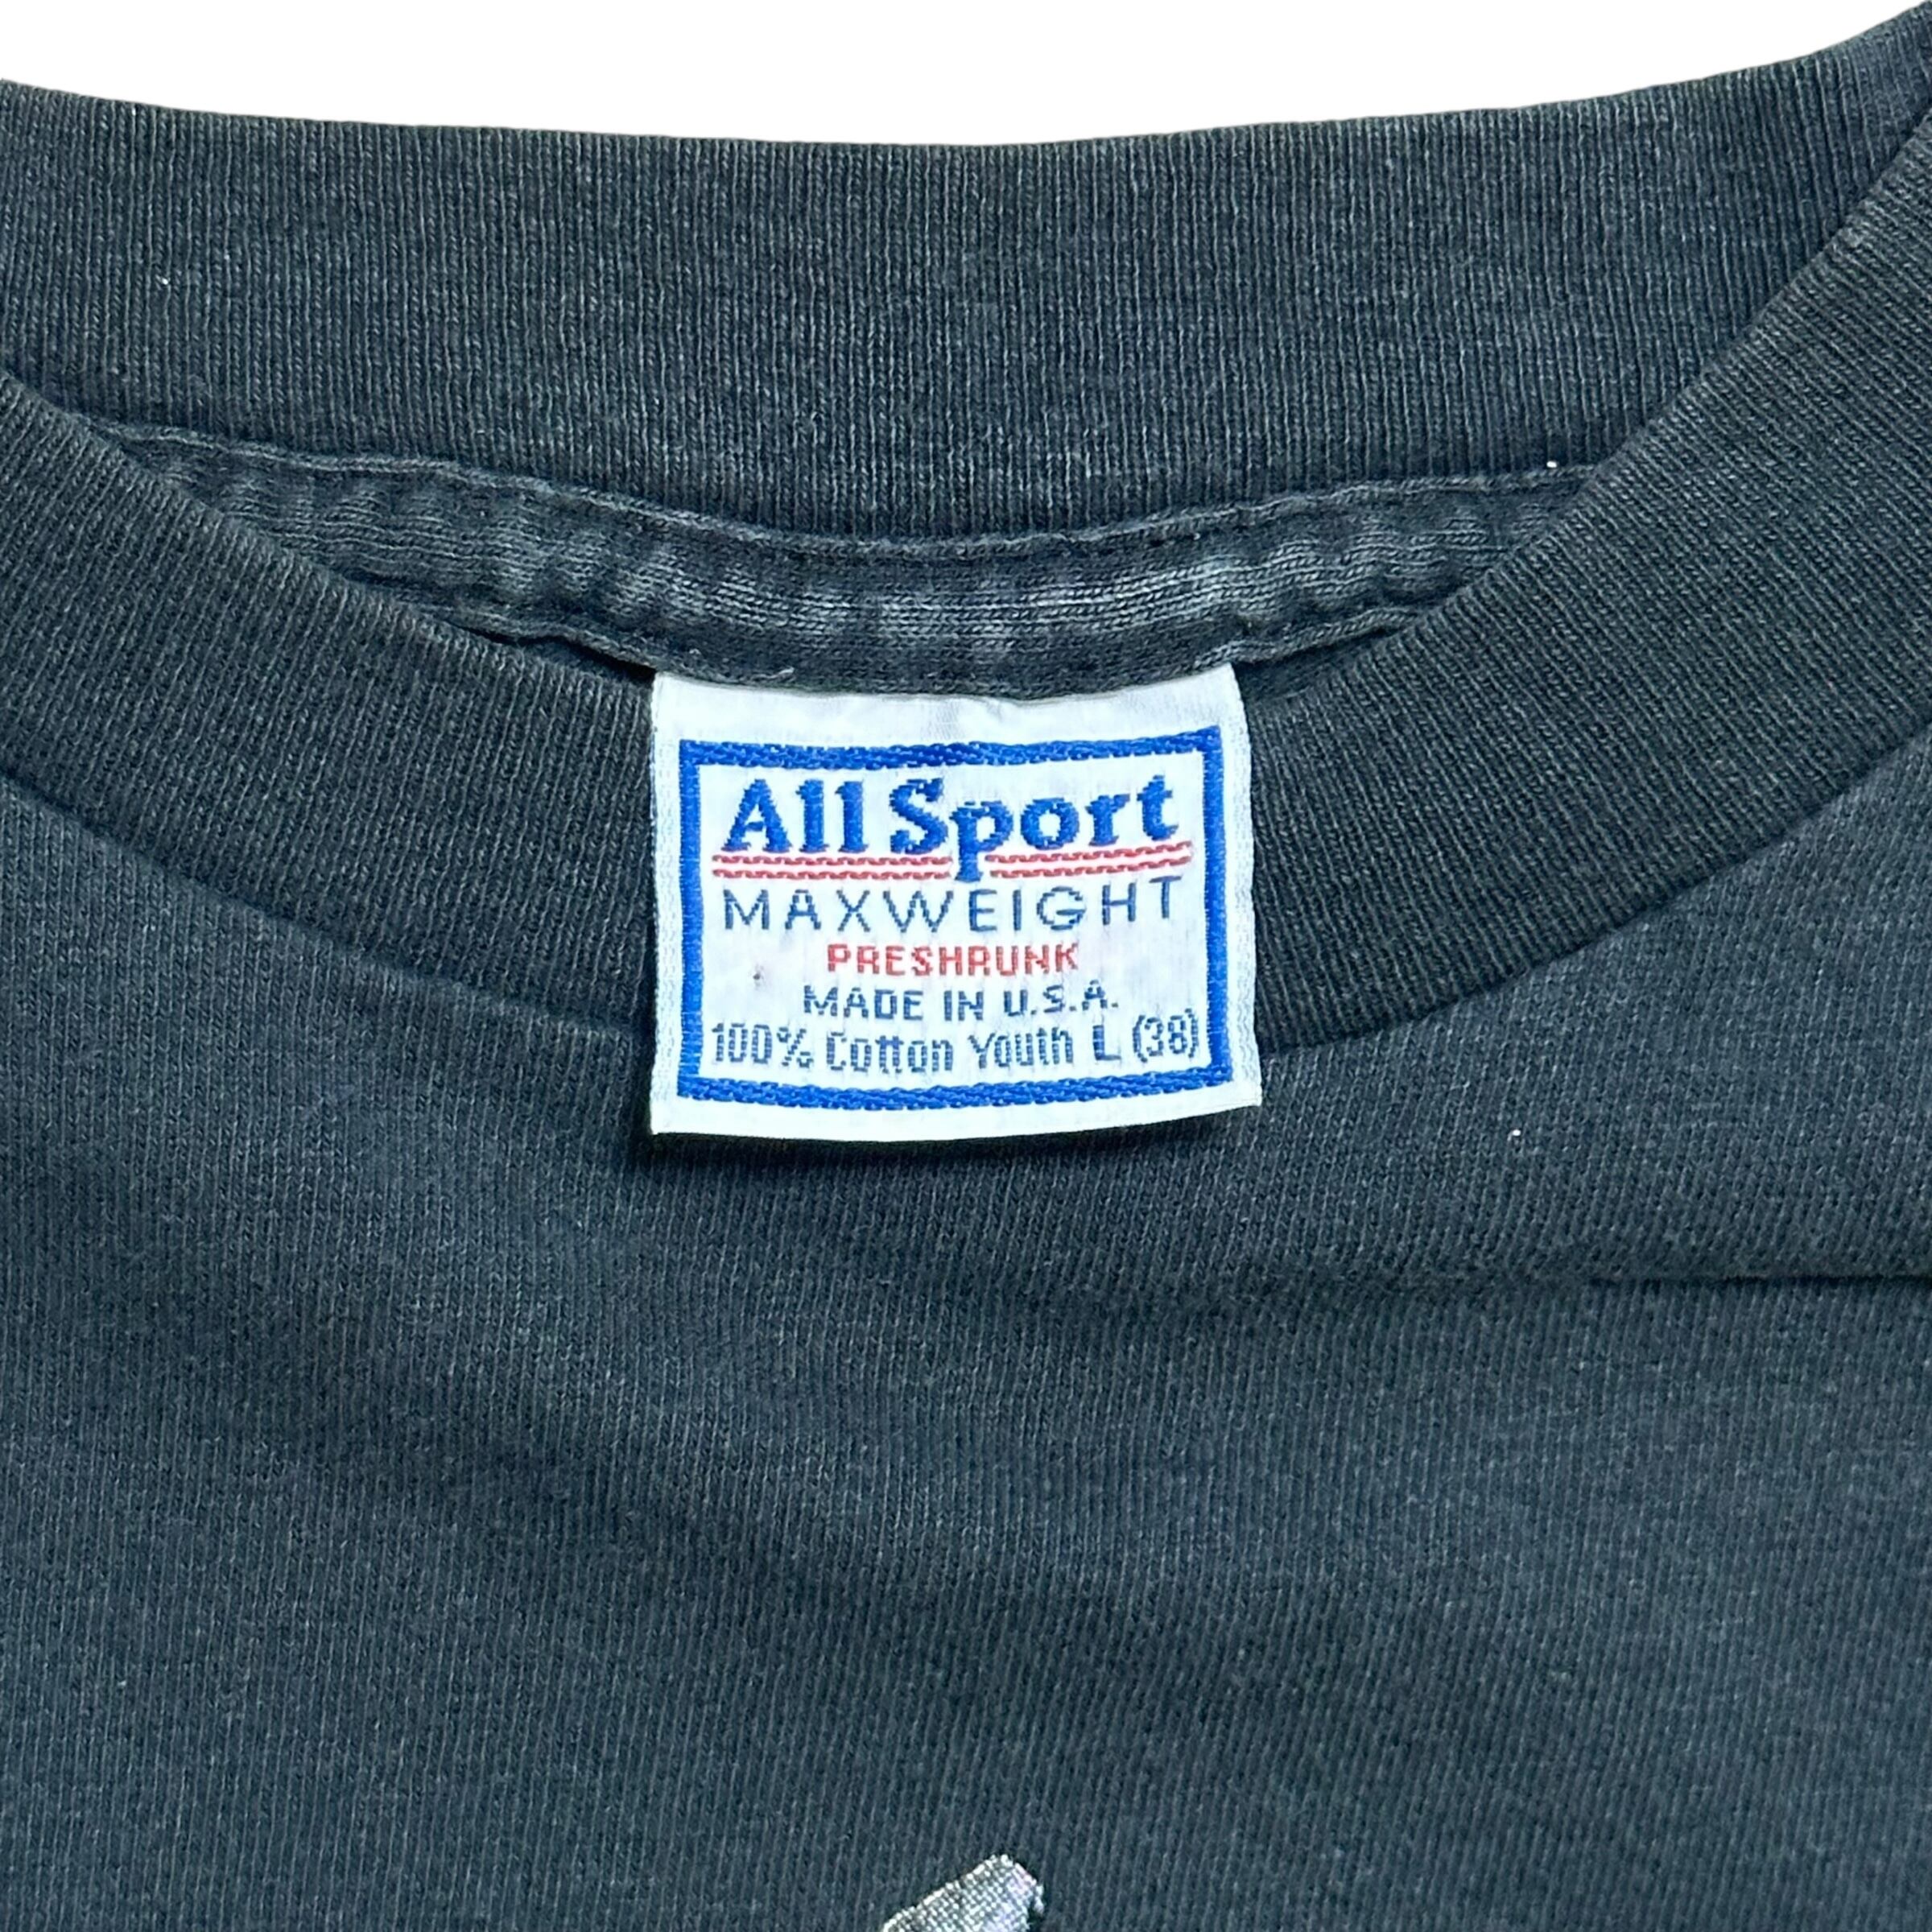 All Sport
MAXWEIGHT
PRESHRUNK
MADE IN U.S.A.
100% Cotton Youth L (38)